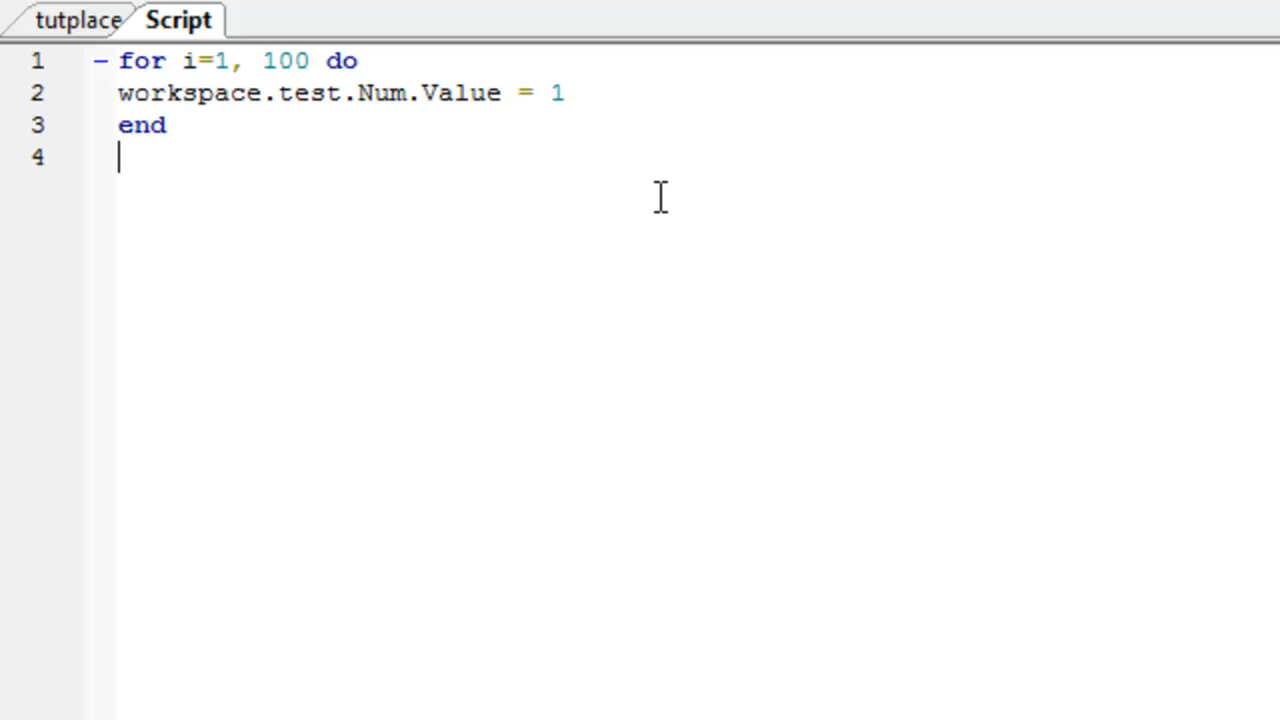 tutplace Script
1 for i=1, 100 do
2 workspace.test.Num.Value = 1
3 end
4